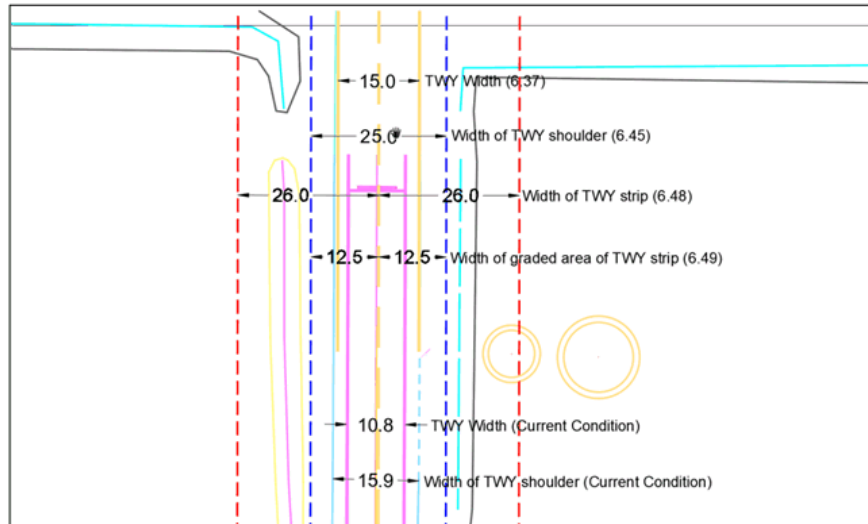 15.0 TWY Width (6.37)
25.0 Width of TWY shoulder (6.45)
26.0 26.0 Width of TWY strip (6.48)
12.5 12.5 Width of graded area of TWY strip (6.49)
10.8 TWY Width (Current Condition)
15.9 Width of TWY shoulder (Current Condition)